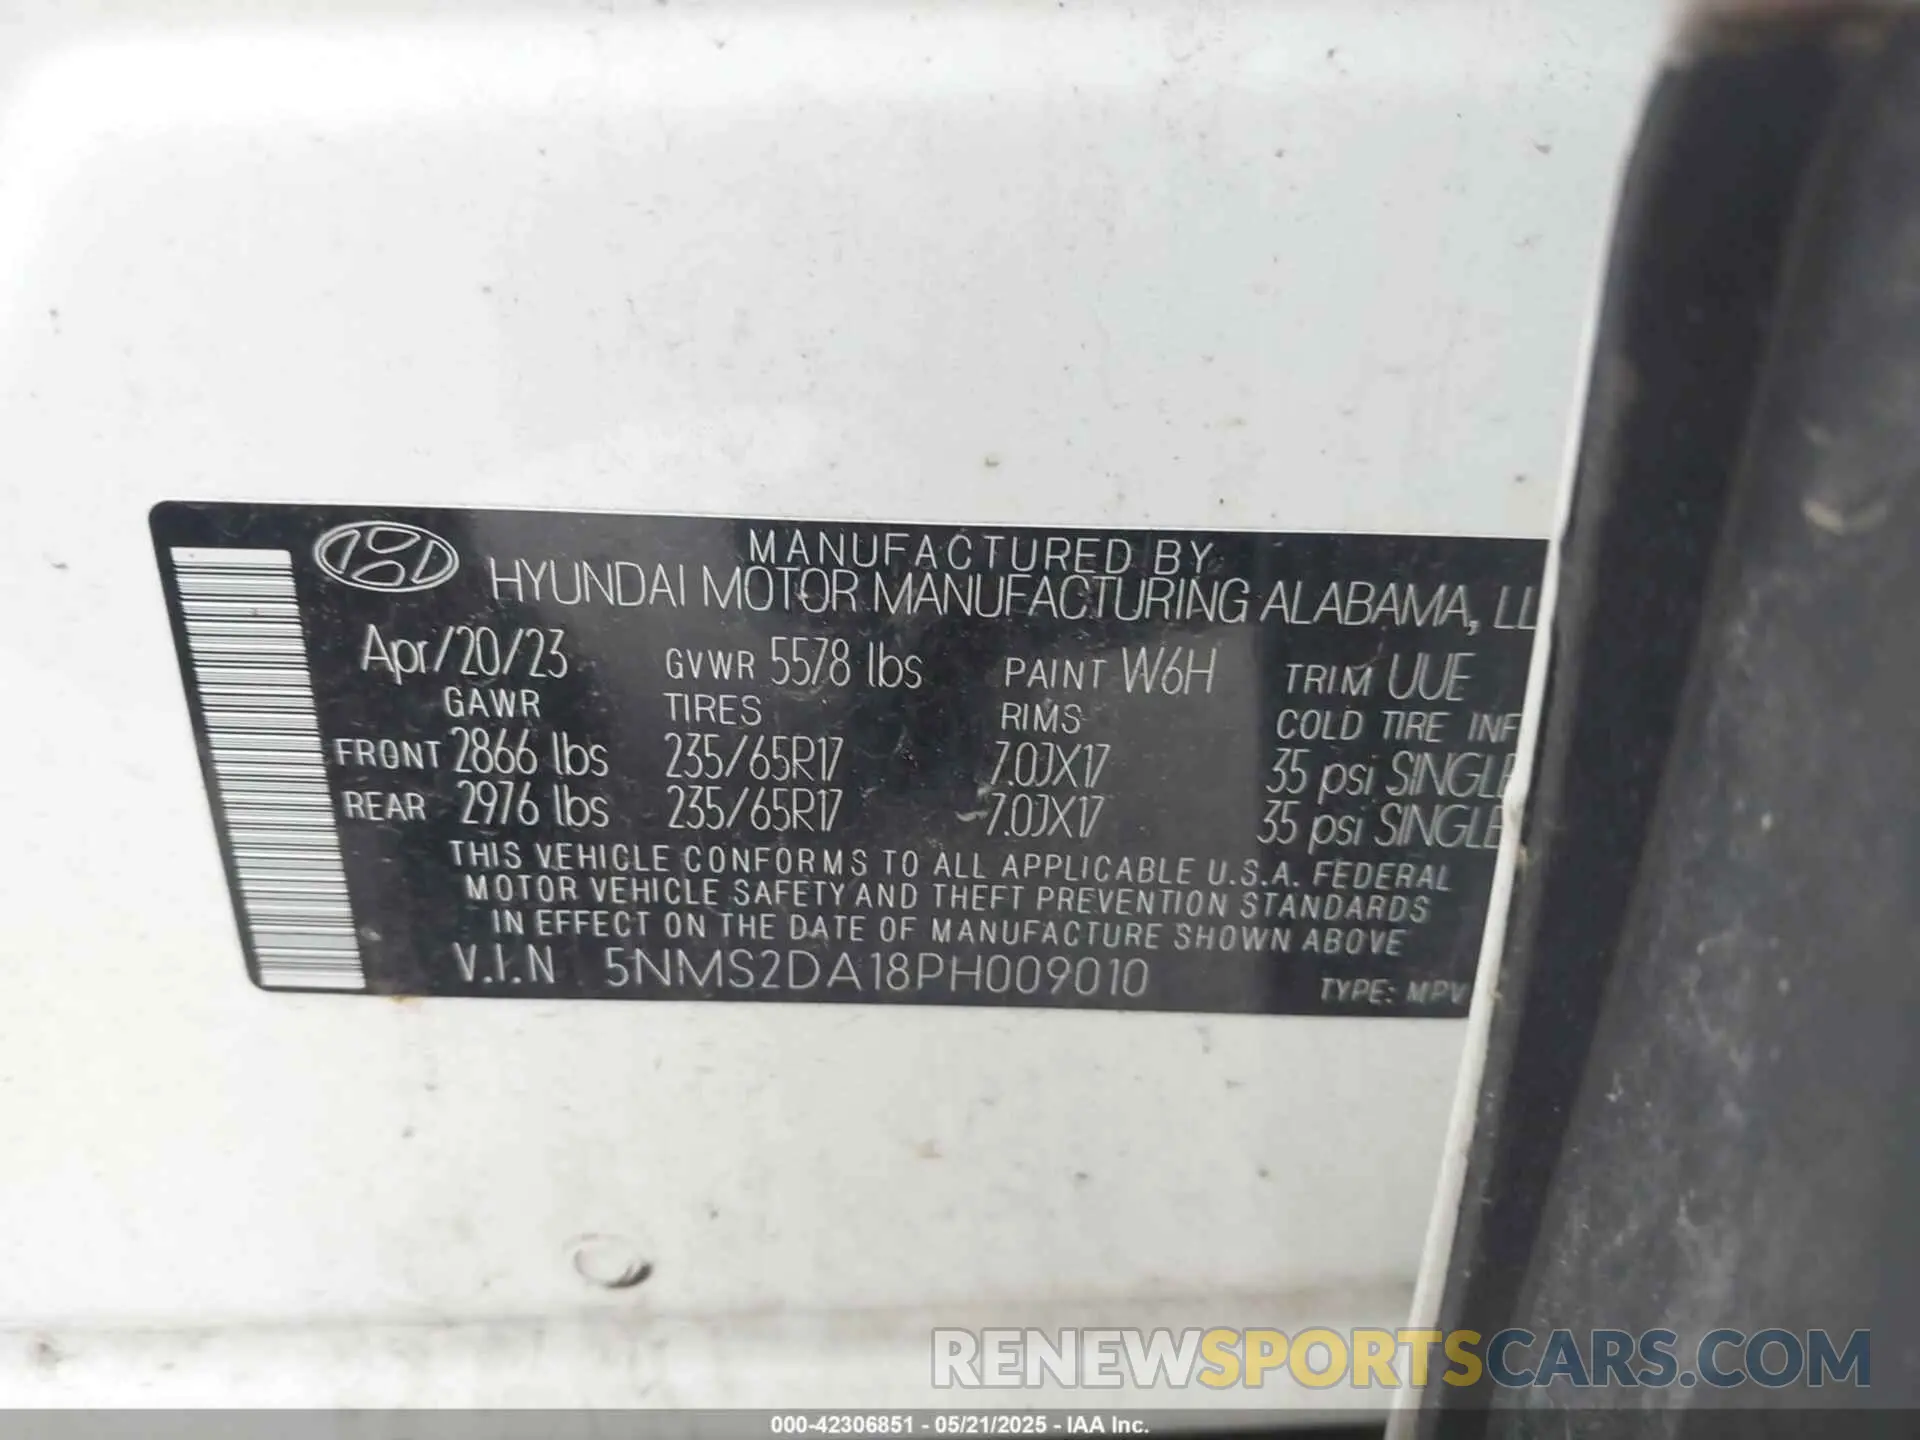 MANUFACTURED BY
HYUNDAI MOTOR MANUFACTURING ALABAMA, LL
Apr/20/23 GVWR 5578 lbs PAINT W6H TRIM UUE
GAWR TIRES RIMS COLD TIRE INF
FRONT 2866 lbs 235/65R17 7.0JX17 35 psi SINGLE
REAR 2976 lbs 235/65R17 7.0JX17 35 psi SINGLE
THIS VEHICLE CONFORMS TO ALL APPLICABLE U.S.A. FEDERAL
MOTOR VEHICLE SAFETY AND THEFT PREVENTION STANDARDS
IN EFFECT ON THE DATE OF MANUFACTURE SHOWN ABOVE
V.I.N 5NMS2DA18PH009010 TYPE: MPV
RENEWSPORTSCARS.COM
000-42306851 - 05/21/2025 - IAA Inc.